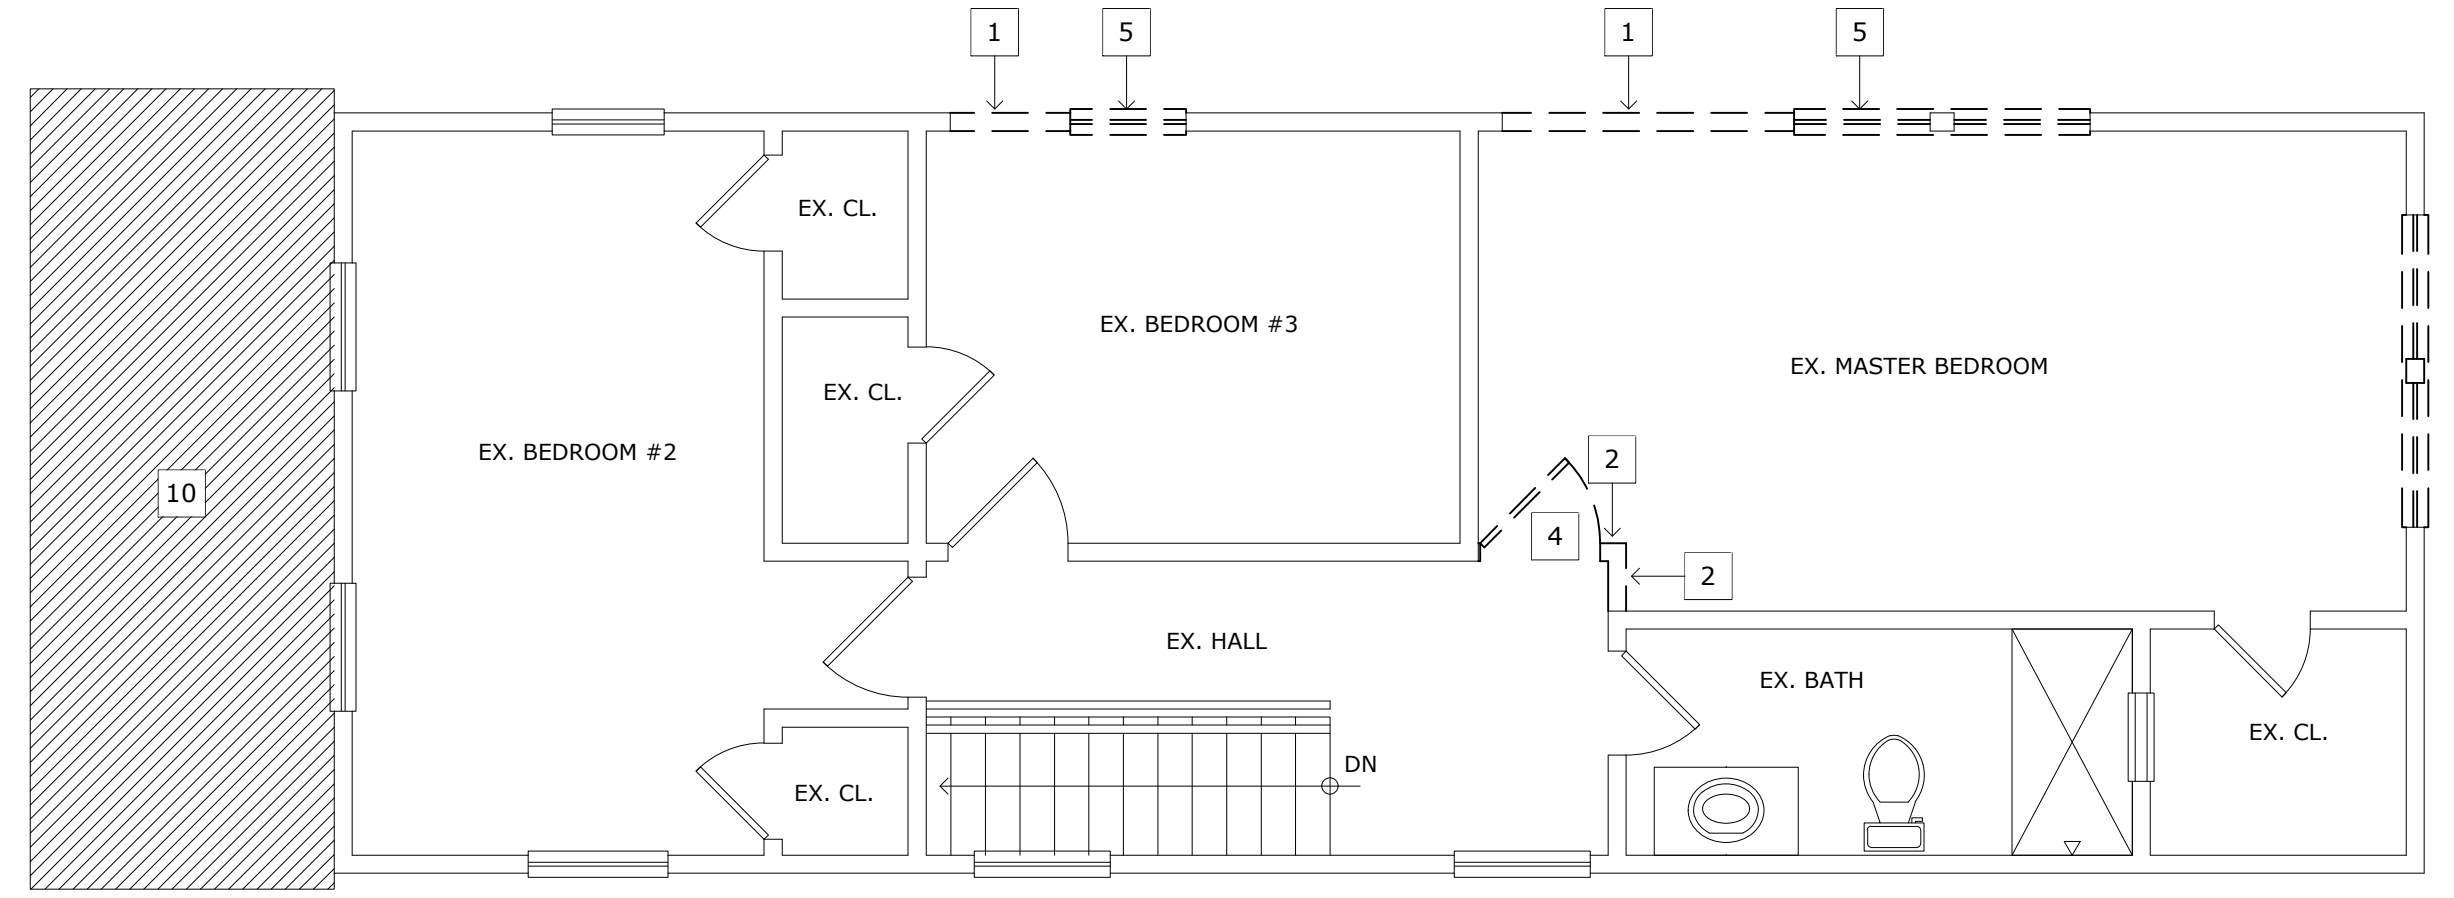 1
5
1
5
EX. CL.
EX. BEDROOM #3
EX. MASTER BEDROOM
EX. CL.
EX. BEDROOM #2
2
10
4
2
EX. HALL
EX. BATH
EX. CL.
DN
EX. CL.